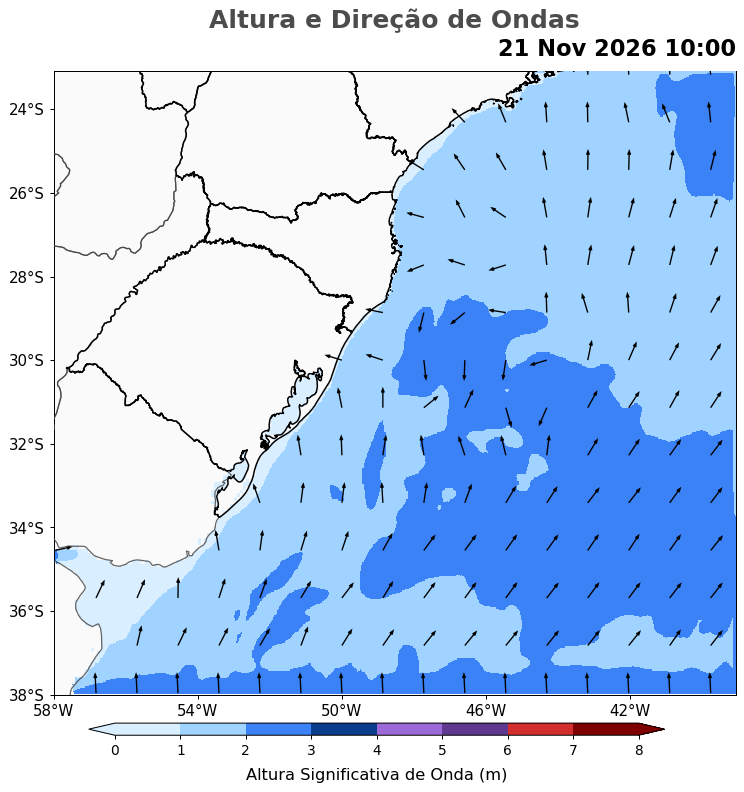 Altura e Direção de Ondas
21 Nov 2026 10:00
24°S
26°S
28°S
30°S
32°S
34°S
36°S
38°S
58°W 54°W 50°W 46°W 42°W
0 1 2 3 4 5 6 7 8
Altura Significativa de Onda (m)